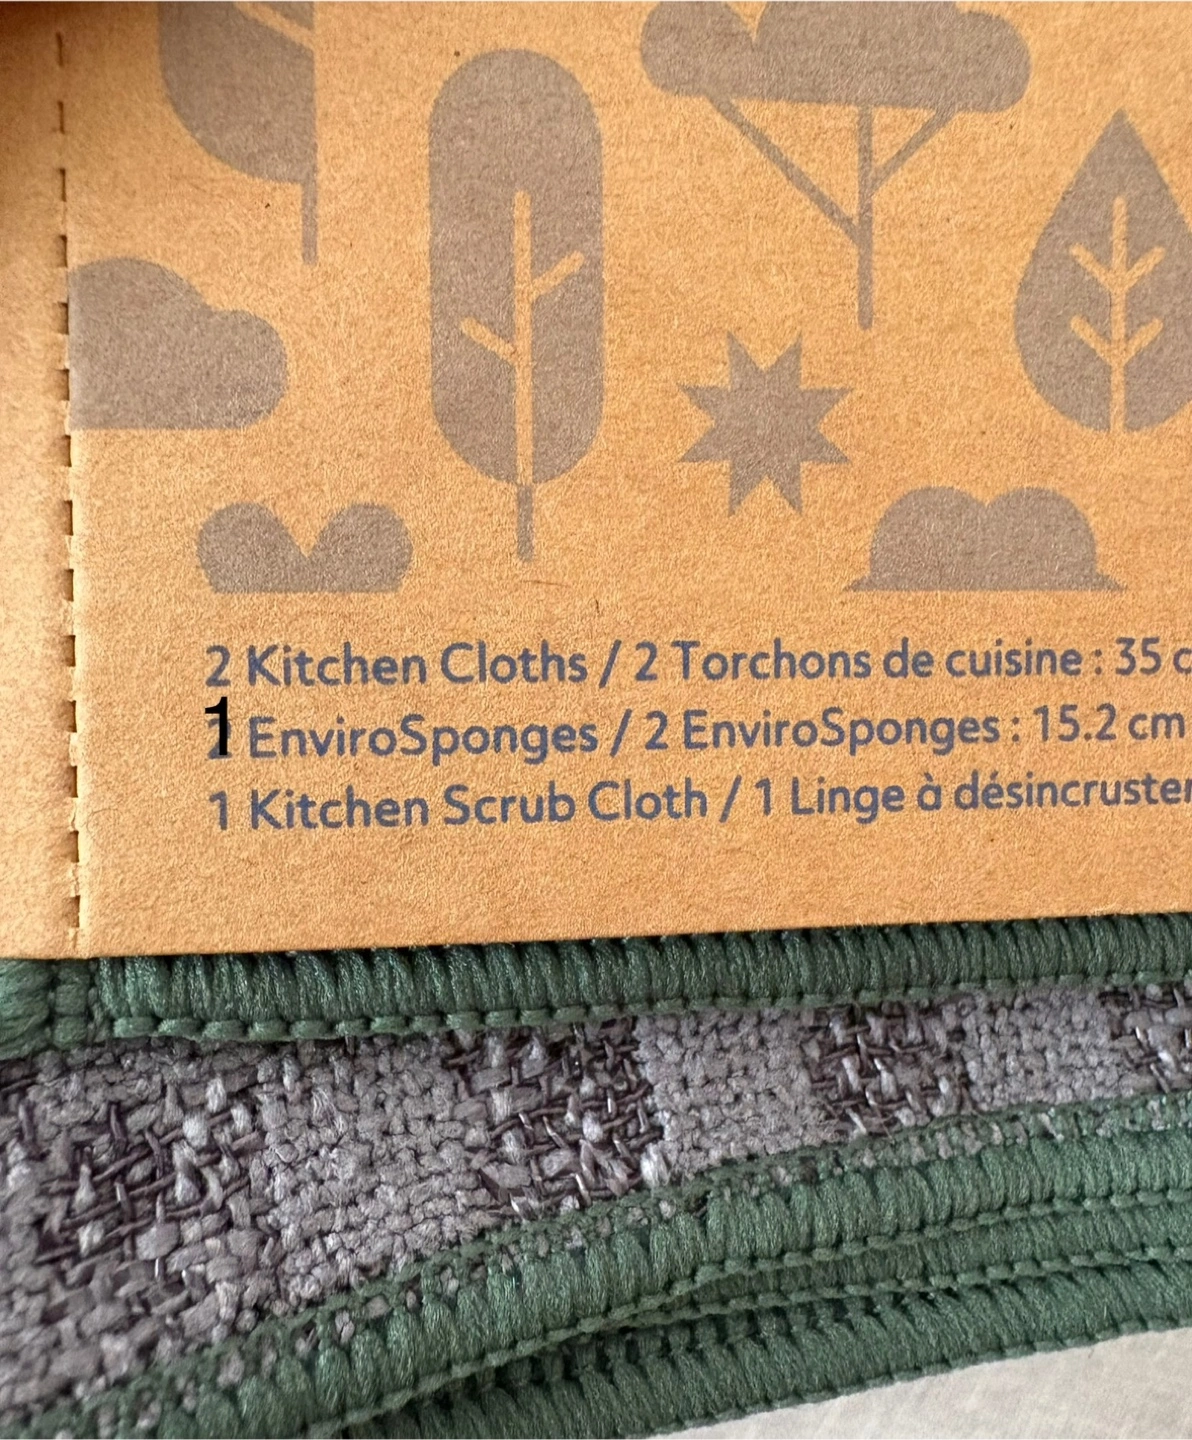 2 Kitchen Cloths / 2 Torchons de cuisine : 35 c
1 EnviroSponges / 2 EnviroSponges : 15.2 cm
1 Kitchen Scrub Cloth / 1 Linge à désincruster